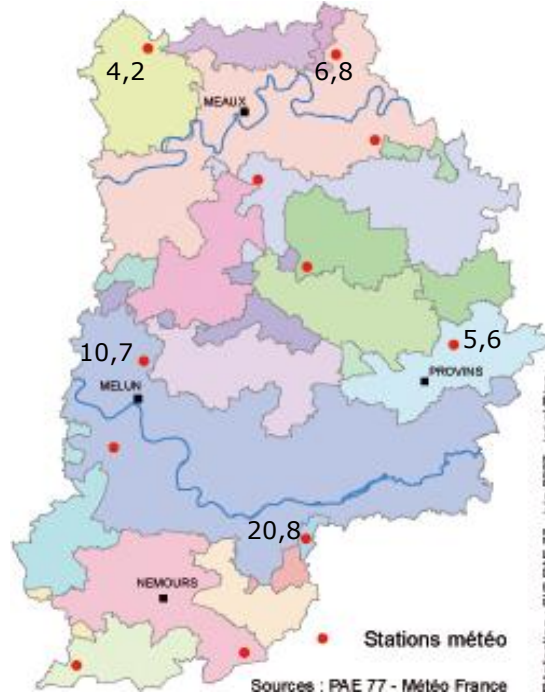 4,2
6,8
MEAUX
10,7
5,6
MELUN
PROVINS
20,8
NEMOURS
Stations météo
Sources : PAE 77 - Météo France